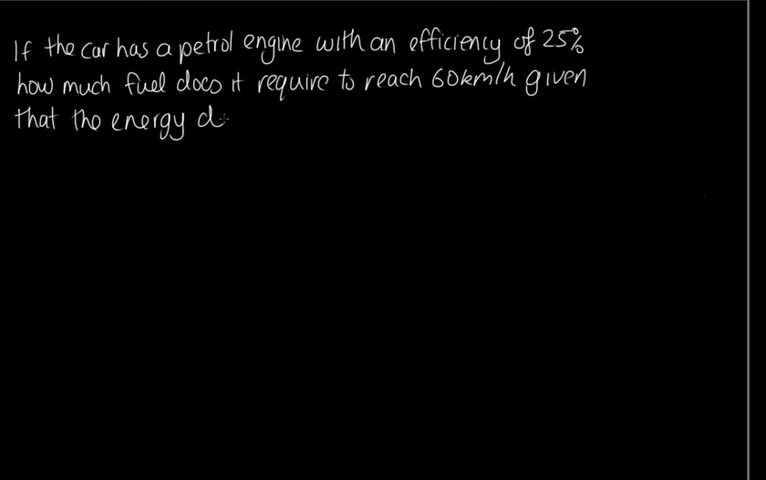 If the car has a petrol engine with an efficiency of 25%
how much fuel does it require to reach 60km/h given
that the energy d